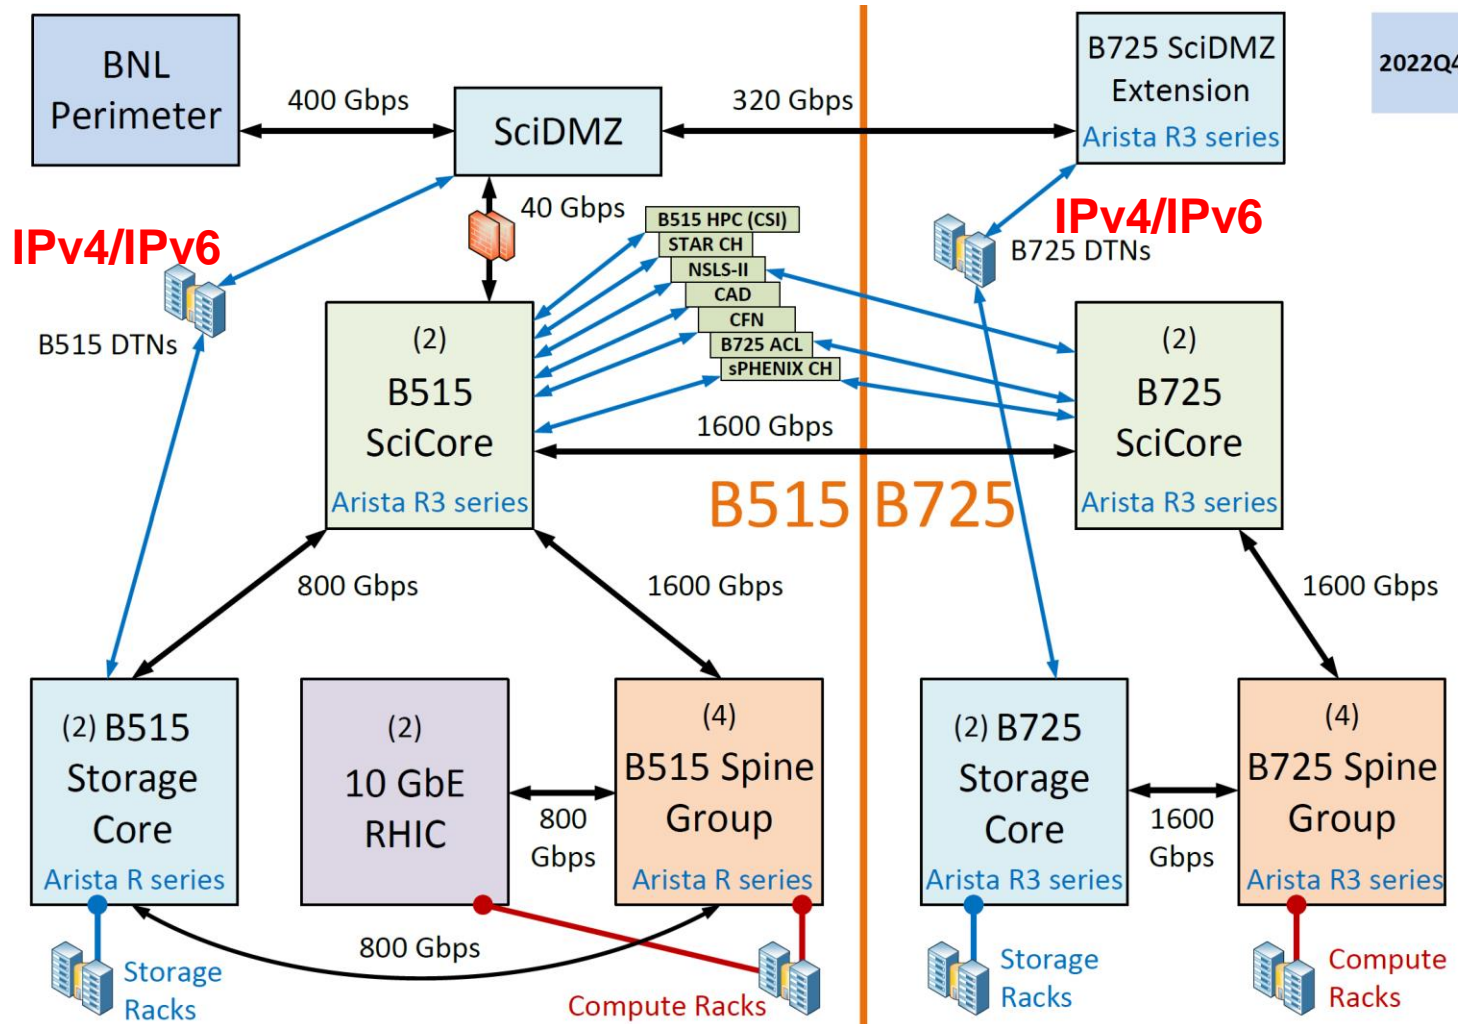 BNL
Perimeter
400 Gbps
SciDMZ
320 Gbps
B725 SciDMZ
Extension
Arista R3 series
2022Q4
40 Gbps
IPv4/IPv6
B515 DTNs
B515 HPC (CSI)
STAR CH
NSLS-II
CAD
CFN
B725 ACL
sPHENIX CH
IPv4/IPv6
B725 DTNs
(2)
B515
SciCore
Arista R3 series
1600 Gbps
(2)
B725
SciCore
Arista R3 series
B515
B725
800 Gbps
1600 Gbps
1600 Gbps
(2) B515
Storage
Core
Arista R series
(2)
10 GbE
RHIC
800
Gbps
(4)
B515 Spine
Group
Arista R series
(2) B725
Storage
Core
Arista R3 series
1600
Gbps
(4)
B725 Spine
Group
Arista R3 series
800 Gbps
Storage
Racks
Compute Racks
Storage
Racks
Compute
Racks